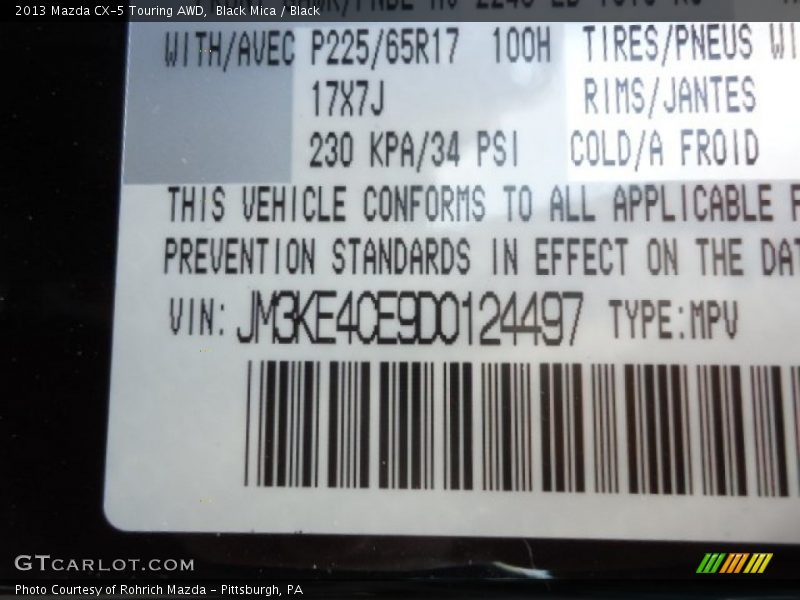 2013 Mazda CX-5 Touring AWD, Black Mica / Black
WITH/AVEC P225/65R17 100H TIRES/PNEUS
17X7J RIMS/JANTES
230 KPA/34 PSI COLD/A FROID
THIS VEHICLE CONFORMS TO ALL APPLICABLE
PREVENTION STANDARDS IN EFFECT ON THE
VIN: JM3KE4CE9D0124497 TYPE:MPV
GTCARLOT.COM
Photo Courtesy of Rohrich Mazda - Pittsburgh, PA